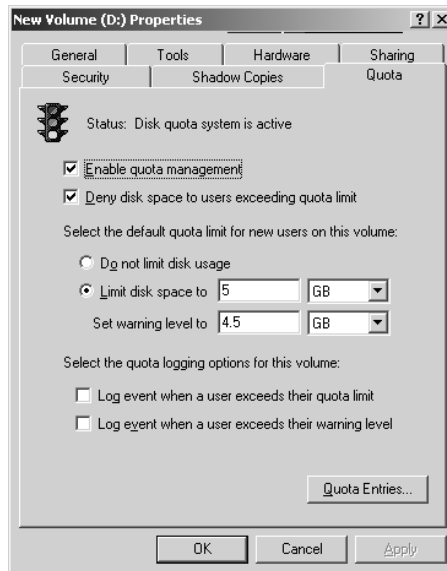 New Volume (D:) Properties
General Tools Hardware Sharing
Security Shadow Copies Quota
Status: Disk quota system is active
Enable quota management
Deny disk space to users exceeding quota limit
Select the default quota limit for new users on this volume:
Do not limit disk usage
Limit disk space to 5 GB
Set warning level to 4.5 GB
Select the quota logging options for this volume:
Log event when a user exceeds their quota limit
Log event when a user exceeds their warning level
Quota Entries...
OK Cancel Apply